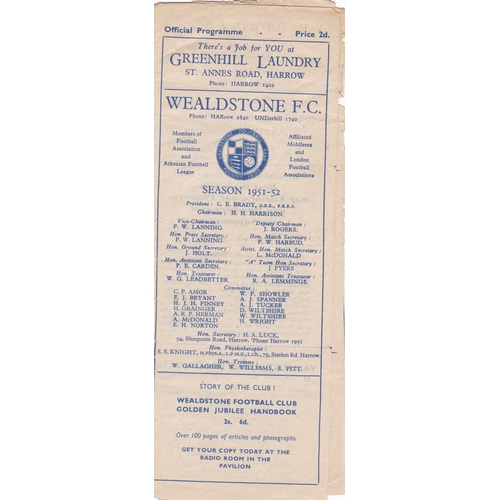 Official Programme - - Price 2d.
There's a Job for YOU at
GREENHILL LAUNDRY
ST. ANNES ROAD, HARROW
Phone: HARROW 1402
WEALDSTONE F.C.
Phone: HARrow 2840 UNDerhill 1740
Members of
Football
Association
and
Athenian Football
League
Affiliated
Middlesex
and
London
Football
Associations
SEASON 1951-52
President: C. E. BRADY, O.B.E., F.R.E.S.
Chairman: H. H. HARRISON.
Vice-Chairman:
P. W. LANNING.
Deputy Chairman:
J. ROGERS.
Hon. Press Secretary:
P. W. LANNING
Hon. Match Secretary:
F. W. HARBUD.
Hon. Ground Secretary:
J. HOLT.
Assist. Hon. Match Secretary:
L. McDONALD
Hon. Assistant Secretary:
P. E. CARDEN.
"A" Team Hon Secretary:
J. PYERS
Hon. Treasurer:
W. G. LEADBETTER.
Hon. Assistant Treasurer:
R. A. LEMMINGS.
Committee:
C. F. AMOR
E. J. BRYANT
H. J. H. FINNEY
H. GRAINGER
A. R. P. HERMAN
A. McDONALD
E. H. NORTON
W. F. SHOWLER
A. J. SPANNER
A. J. TUCKER
D. WILTSHIRE
W. WILTSHIRE
H. WRIGHT
Hon. Secretary: H. A. LUCK,
54, Sheepcote Road, Harrow. 'Phone Harrow 1951
Hon. Physiotherapist:
S. S. KNIGHT, M.Phys.A., L.P.M.E., L.Ch., 73, Station Rd. Harrow.
Hon. Trainers:
W. GALLAGHER, W. WILLIAMS, E. PITT.
STORY OF THE CLUB!
WEALDSTONE FOOTBALL CLUB
GOLDEN JUBILEE HANDBOOK
2s. 6d.
Over 100 pages of articles and photographs
GET YOUR COPY TODAY AT THE
RADIO ROOM IN THE
PAVILION